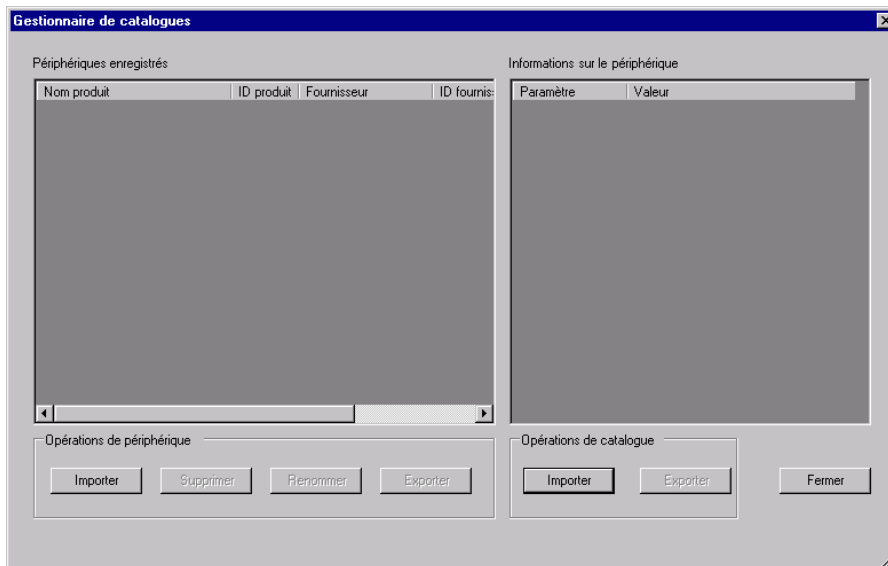 Gestionnaire de catalogues
Périphériques enregistrés
Informations sur le périphérique
Nom produit ID produit Fournisseur ID fournis
Paramètre Valeur
Opérations de périphérique
Opérations de catalogue
Importer Supprimer Renommer Exporter
Importer Exporter Fermer